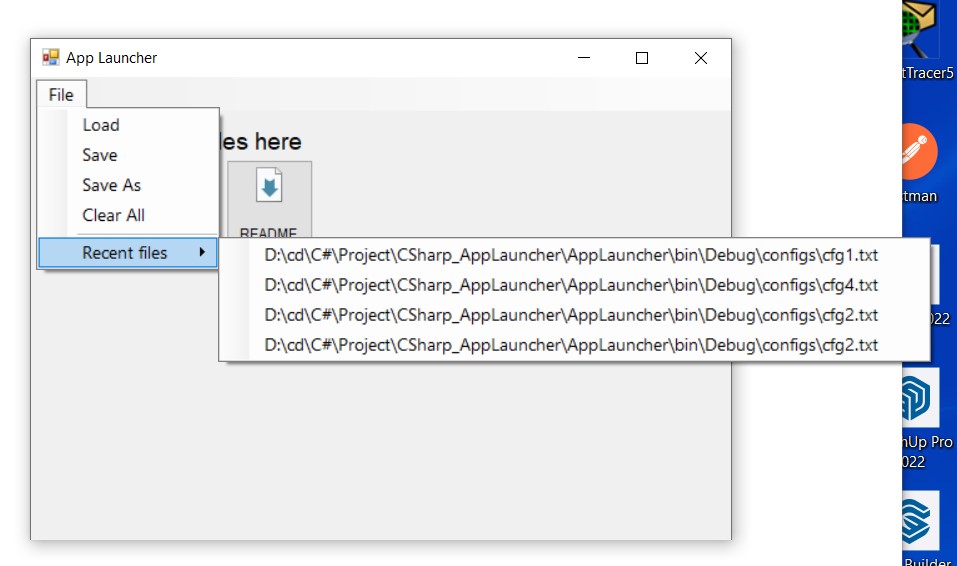 App Launcher
File
Load
Save
Save As
Clear All
Recent files
les here
README
D:\cd\C#\Project\CSharp_AppLauncher\AppLauncher\bin\Debug\configs\cfg1.txt
D:\cd\C#\Project\CSharp_AppLauncher\AppLauncher\bin\Debug\configs\cfg4.txt
D:\cd\C#\Project\CSharp_AppLauncher\AppLauncher\bin\Debug\configs\cfg2.txt
D:\cd\C#\Project\CSharp_AppLauncher\AppLauncher\bin\Debug\configs\cfg2.txt
tTracer5
tman
022
hUp Pro
022
Builder